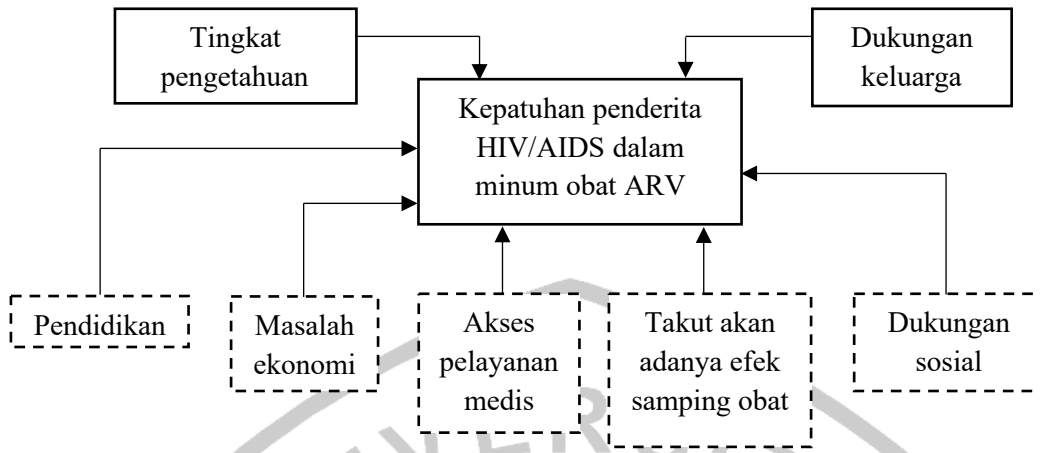 Tingkat
pengetahuan
Dukungan
keluarga
Kepatuhan penderita
HIV/AIDS dalam
minum obat ARV
Pendidikan
Masalah
ekonomi
Akses
pelayanan
medis
Takut akan
adanya efek
samping obat
Dukungan
sosial